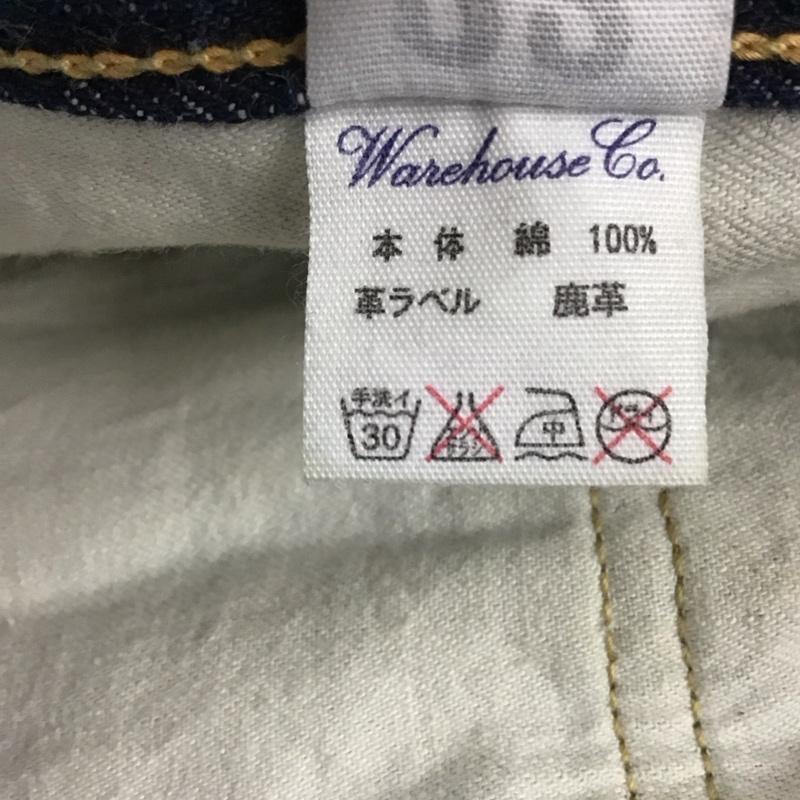 Warehouse Co.
本体 綿 100%
革ラベル 鹿革
手洗イ 中
30